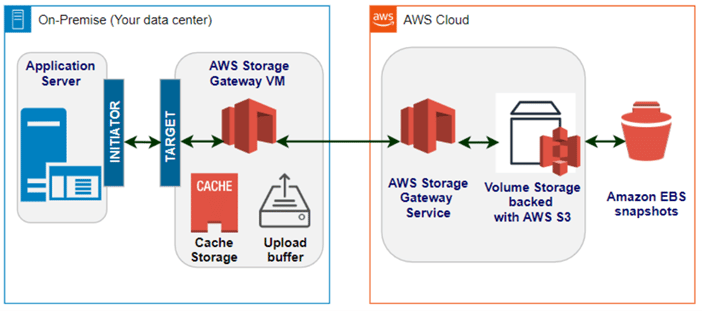 On-Premise (Your data center)
Application
Server
INITIATOR
TARGET
AWS Storage
Gateway VM
CACHE
Cache
Storage
Upload
buffer
aws
AWS Cloud
AWS Storage
Gateway
Service
Volume Storage
backed
with AWS S3
Amazon EBS
snapshots